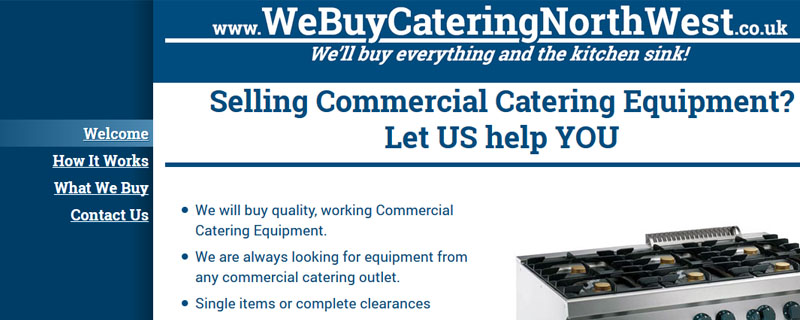 www.WeBuyCateringNorthWest.co.uk
We'll buy everything and the kitchen sink!
Selling Commercial Catering Equipment?
Let US help YOU
Welcome
How It Works
What We Buy
Contact Us
• We will buy quality, working Commercial
Catering Equipment.
• We are always looking for equipment from
any commercial catering outlet.
• Single items or complete clearances